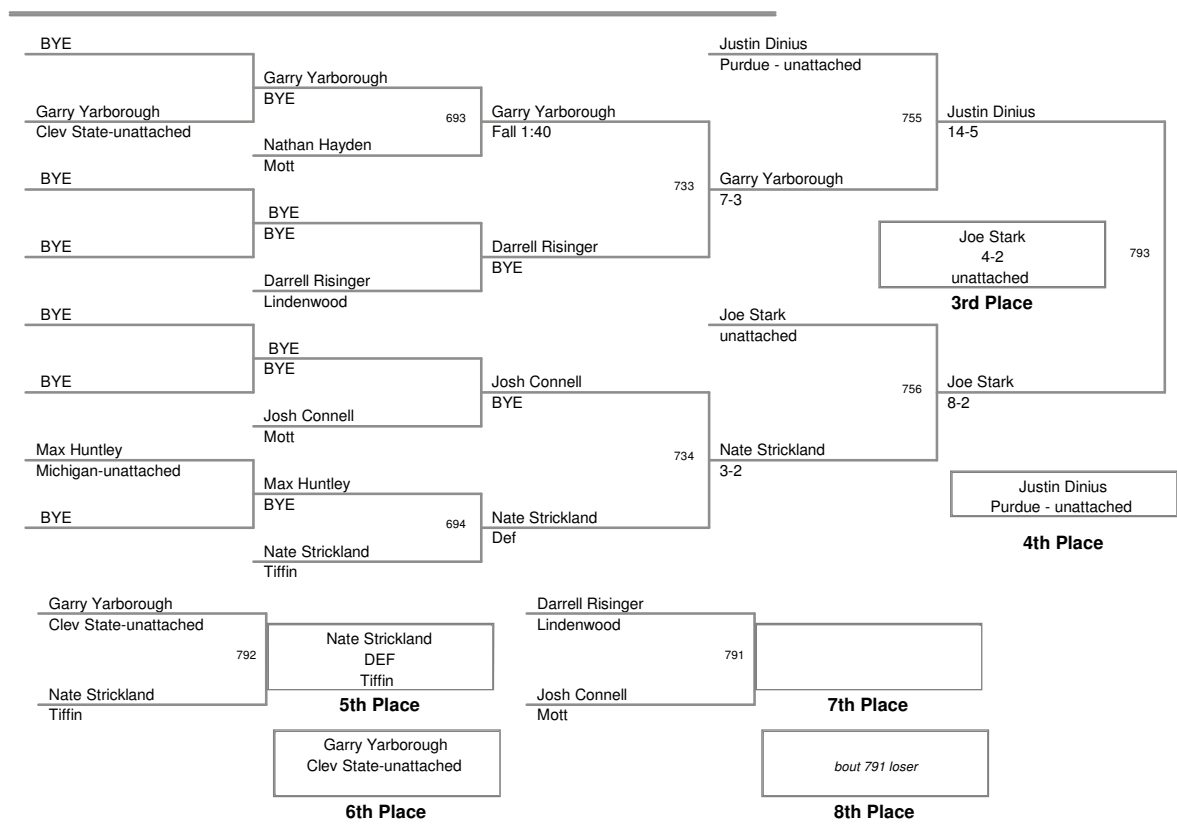 BYE
Justin Dinius
Purdue - unattached
Garry Yarborough
BYE
Garry Yarborough
Clev State-unattached
693
Garry Yarborough
Fall 1:40
755
Justin Dinius
14-5
Nathan Hayden
Mott
BYE
733
Garry Yarborough
7-3
BYE
BYE
BYE
Darrell Risinger
BYE
Joe Stark
4-2
unattached
793
Darrell Risinger
Lindenwood
3rd Place
BYE
Joe Stark
unattached
BYE
BYE
BYE
Josh Connell
BYE
756
Joe Stark
8-2
Josh Connell
Mott
Max Huntley
Michigan-unattached
734
Nate Strickland
3-2
Max Huntley
BYE
Justin Dinius
Purdue - unattached
BYE
694
Nate Strickland
Def
4th Place
Nate Strickland
Tiffin
Garry Yarborough
Clev State-unattached
792
Nate Strickland
DEF
Tiffin
Nate Strickland
Tiffin
5th Place
Garry Yarborough
Clev State-unattached
6th Place
Darrell Risinger
Lindenwood
791
Josh Connell
Mott
7th Place
bout 791 loser
8th Place